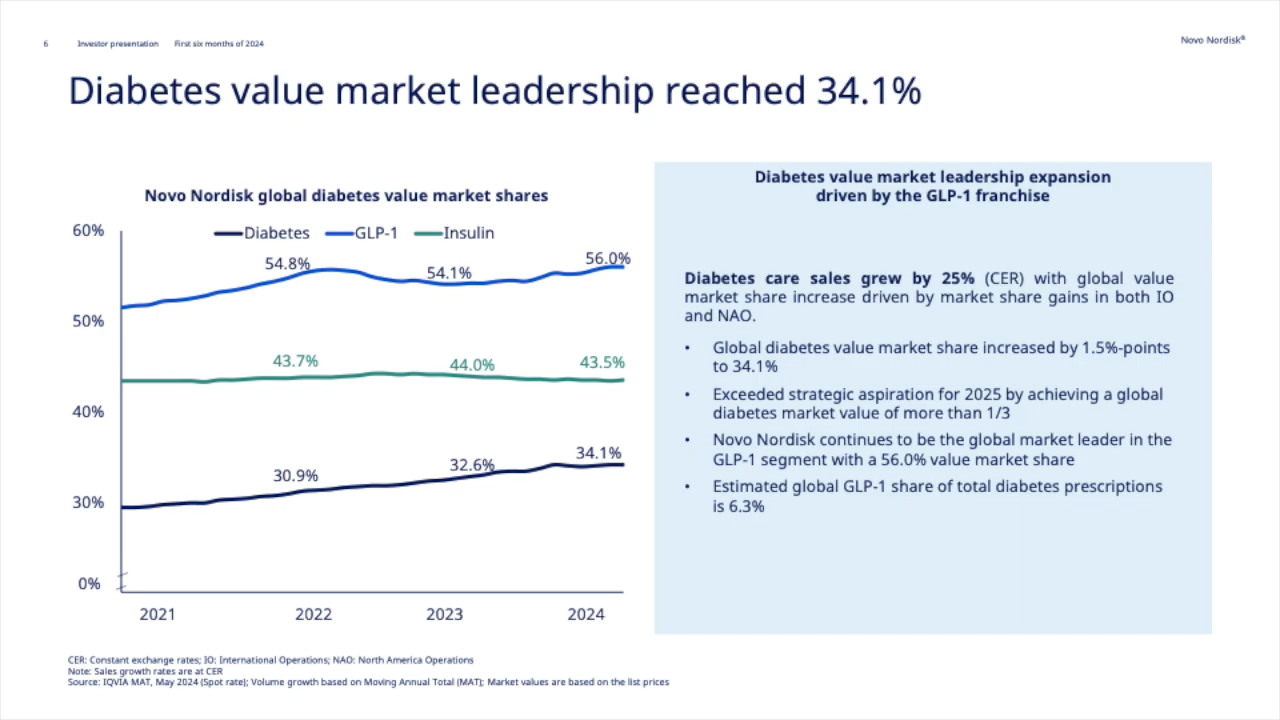 6 Investor presentation First six months of 2024
Novo Nordisk®
Diabetes value market leadership reached 34.1%
Novo Nordisk global diabetes value market shares
60%
Diabetes GLP-1 Insulin
54.8%
54.1%
56.0%
50%
43.7%
44.0%
43.5%
40%
30.9%
32.6%
34.1%
30%
0%
2021 2022 2023 2024
Diabetes value market leadership expansion
driven by the GLP-1 franchise
Diabetes care sales grew by 25% (CER) with global value
market share increase driven by market share gains in both IO
and NAO.
• Global diabetes value market share increased by 1.5%-points
to 34.1%
• Exceeded strategic aspiration for 2025 by achieving a global
diabetes market value of more than 1/3
• Novo Nordisk continues to be the global market leader in the
GLP-1 segment with a 56.0% value market share
• Estimated global GLP-1 share of total diabetes prescriptions
is 6.3%
CER: Constant exchange rates; IO: International Operations; NAO: North America Operations
Note: Sales growth rates are at CER
Source: IQVIA MAT, May 2024 (Spot rate); Volume growth based on Moving Annual Total (MAT); Market values are based on the list prices